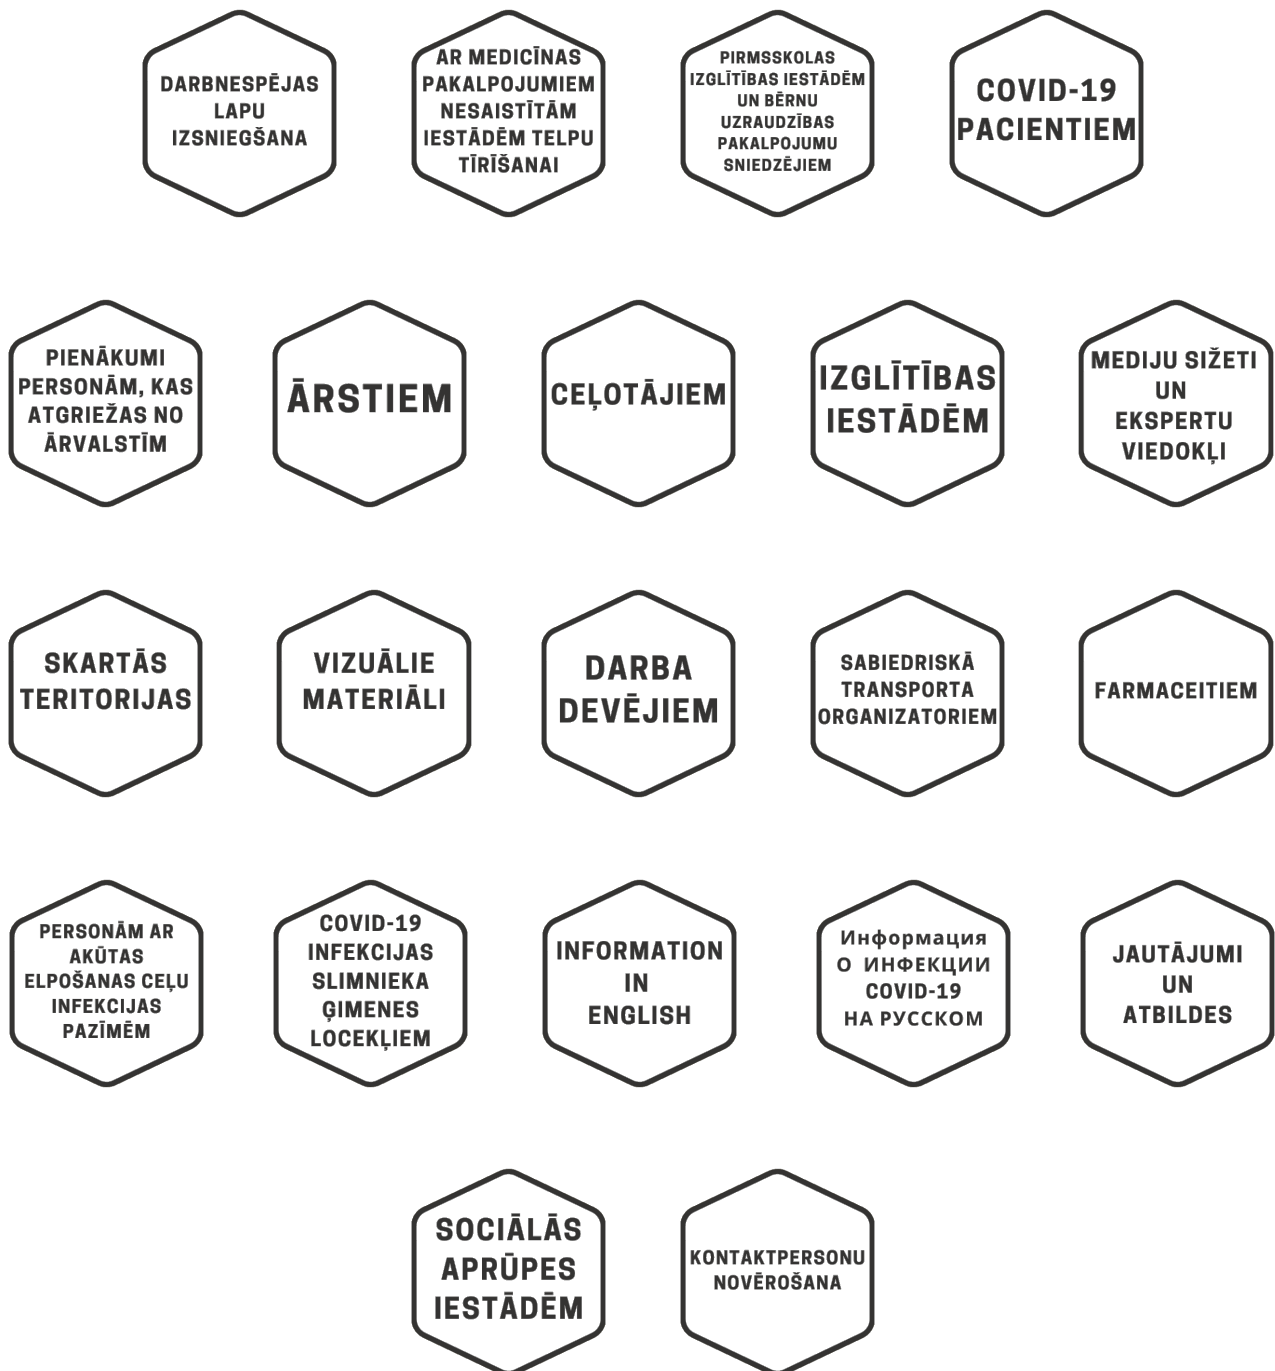 DARBNESPĒJAS
LAPU
IZSNIEGŠANA
AR MEDICĪNAS
PAKALPOJUMIEM
NESAISTĪTĀM
IESTĀDĒM TELPU
TĪRĪŠANAI
PIRMSSKOLAS
IZGLĪTĪBAS IESTĀDĒM
UN BĒRNU
UZRAUDZĪBAS
PAKALPOJUMU
SNIEDZĒJIEM
COVID-19
PACIENTIEM
PIENĀKUMI
PERSONĀM, KAS
ATGRIEŽAS NO
ĀRVALSTĪM
ĀRSTIEM
CEĻOTĀJIEM
IZGLĪTĪBAS
IESTĀDĒM
MEDIJU SIŽETI
UN
EKSPERTU
VIEDOKĻI
SKARTĀS
TERITORIJAS
VIZUĀLIE
MATERIĀLI
DARBA
DEVĒJIEM
SABIEDRISKĀ
TRANSPORTA
ORGANIZATORIEM
FARMACEITIEM
PERSONĀM AR
AKŪTAS
ELPOŠANAS CEĻU
INFEKCIJAS
PAZĪMĒM
COVID-19
INFEKCIJAS
SLIMNIEKA
ĢIMENES
LOCEKĻIEM
INFORMATION
IN
ENGLISH
Информация
О ИНФЕКЦИИ
COVID-19
НА РУССКОМ
JAUTĀJUMI
UN
ATBILDES
SOCIĀLĀS
APRŪPES
IESTĀDĒM
KONTAKTPERSONU
NOVĒROŠANA